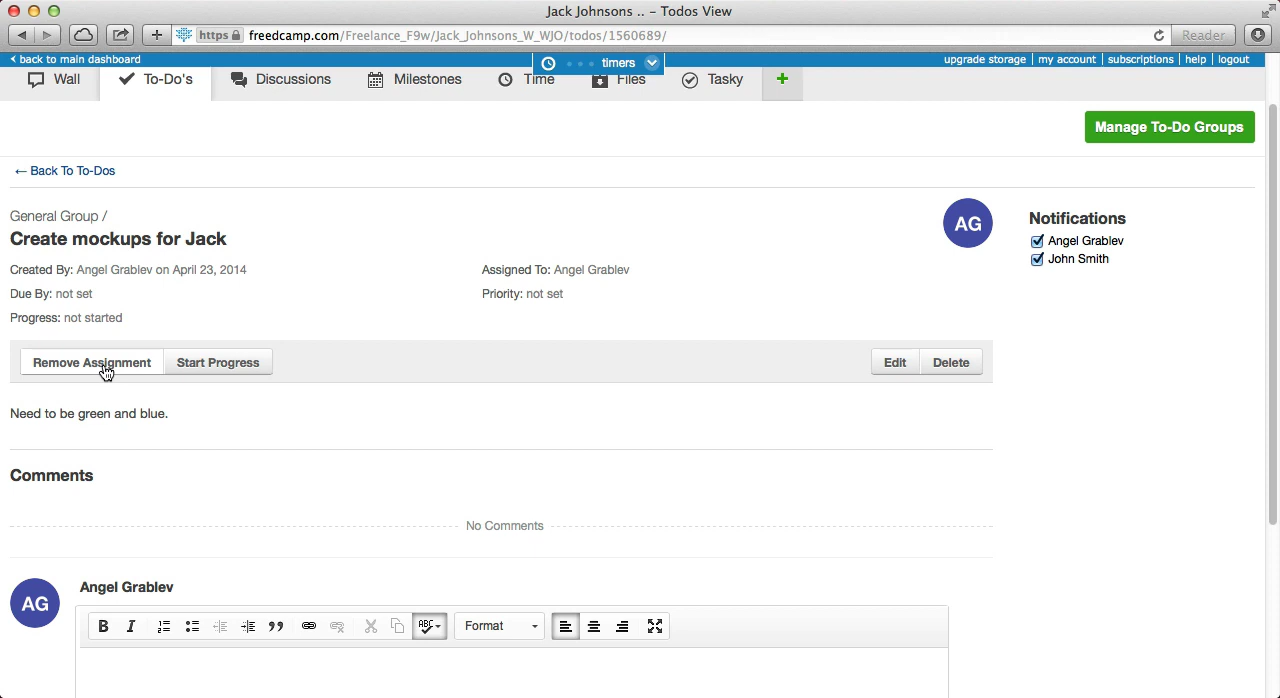 Jack Johnsons .. – Todos View
https freedcamp.com/Freelance_F9w/Jack_Johnsons_W_WJO/todos/1560689/
Reader
back to main dashboard
timers
upgrade storage | my account | subscriptions | help | logout
Wall
To-Do's
Discussions
Milestones
Time
Files
Tasky
+
Manage To-Do Groups
← Back To To-Dos
General Group /
Create mockups for Jack
AG
Notifications
Angel Grablev
John Smith
Created By: Angel Grablev on April 23, 2014
Assigned To: Angel Grablev
Due By: not set
Priority: not set
Progress: not started
Remove Assignment
Start Progress
Edit
Delete
Need to be green and blue.
Comments
No Comments
AG
Angel Grablev
B I
ABC
Format